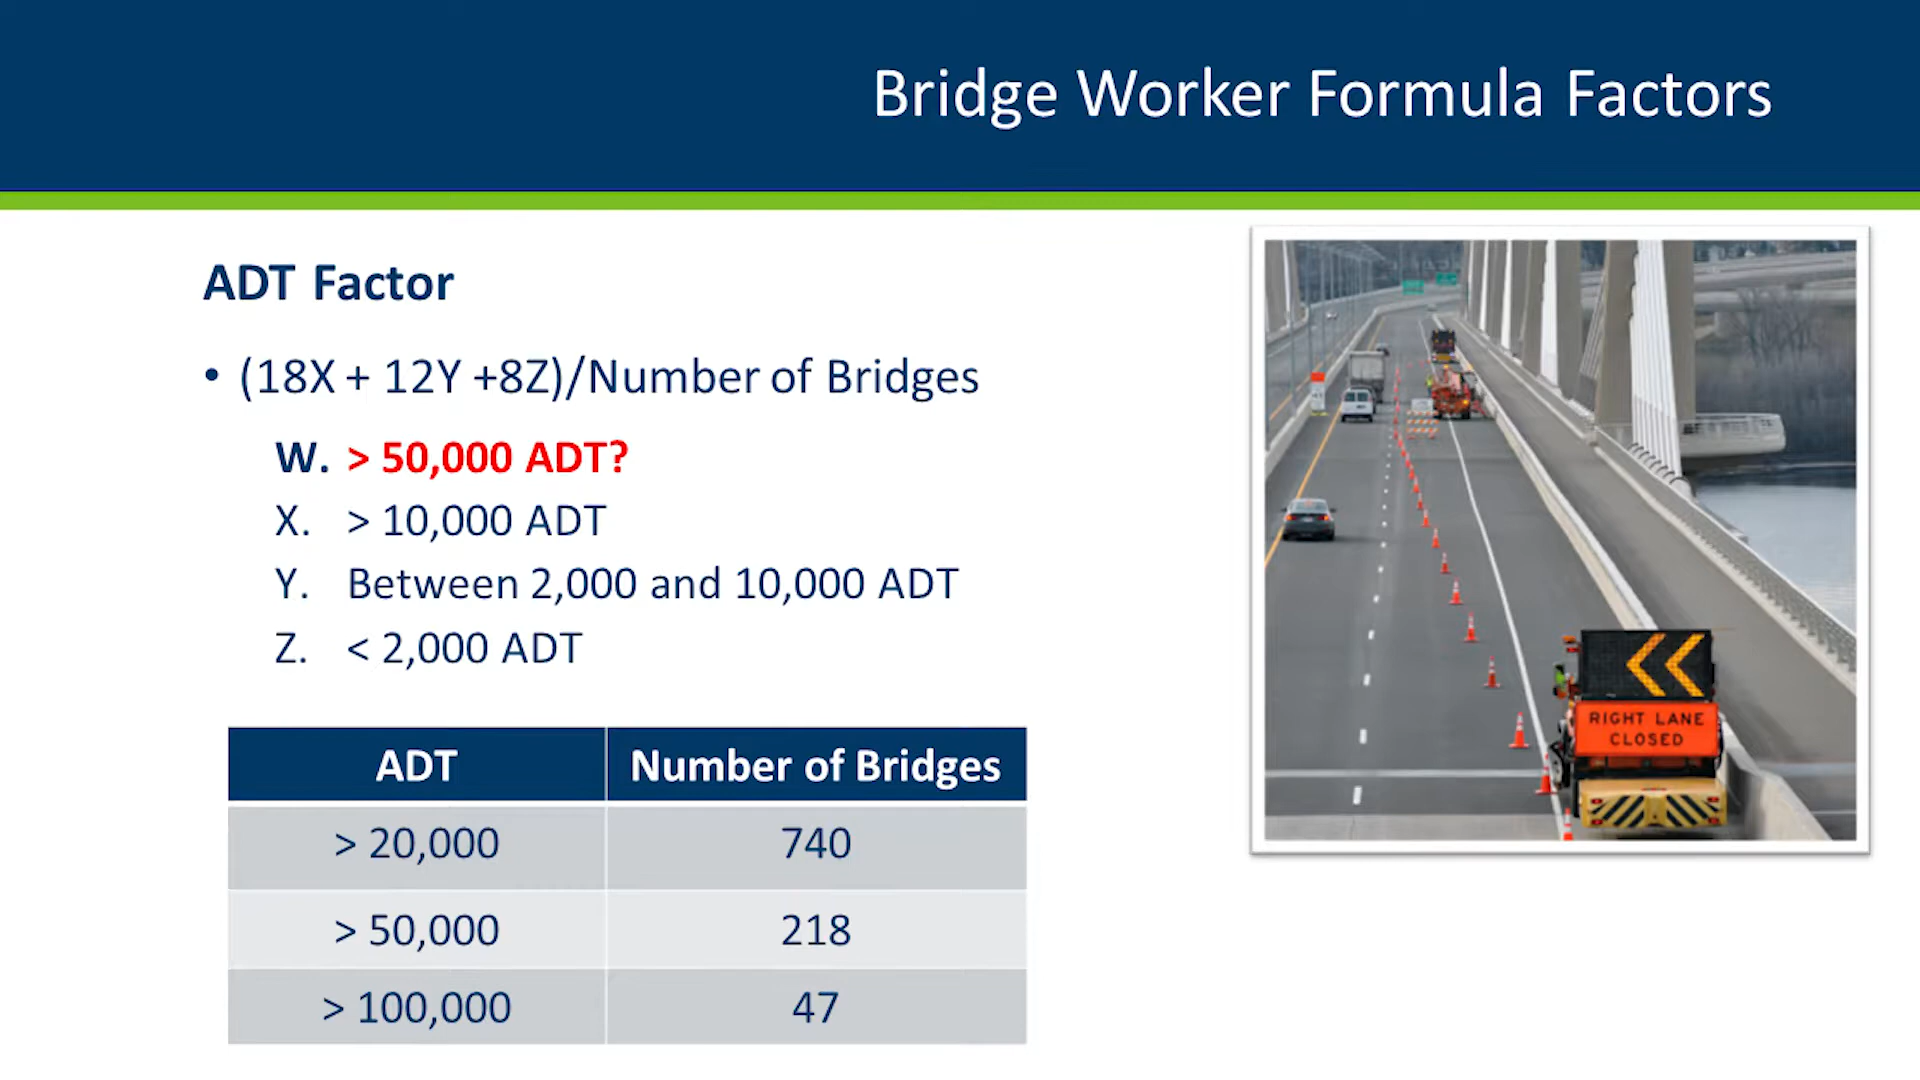 Bridge Worker Formula Factors
ADT Factor
• (18X + 12Y +8Z)/Number of Bridges
W. > 50,000 ADT?
X. > 10,000 ADT
Y. Between 2,000 and 10,000 ADT
Z. < 2,000 ADT
ADT Number of Bridges
> 20,000 740
> 50,000 218
> 100,000 47
RIGHT LANE
CLOSED